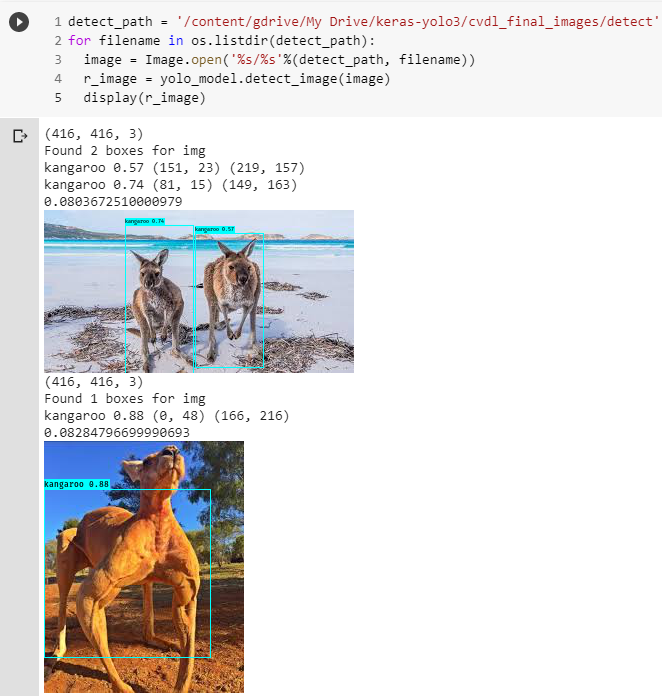 1 detect_path = '/content/gdrive/My Drive/keras-yolo3/cvdl_final_images/detect'
2 for filename in os.listdir(detect_path):
3   image = Image.open('%s/%s'%(detect_path, filename))
4   r_image = yolo_model.detect_image(image)
5   display(r_image)
(416, 416, 3)
Found 2 boxes for img
kangaroo 0.57 (151, 23) (219, 157)
kangaroo 0.74 (81, 15) (149, 163)
0.0803672510000979
kangaroo 0.74
kangaroo 0.57
(416, 416, 3)
Found 1 boxes for img
kangaroo 0.88 (0, 48) (166, 216)
0.08284796699990693
kangaroo 0.88